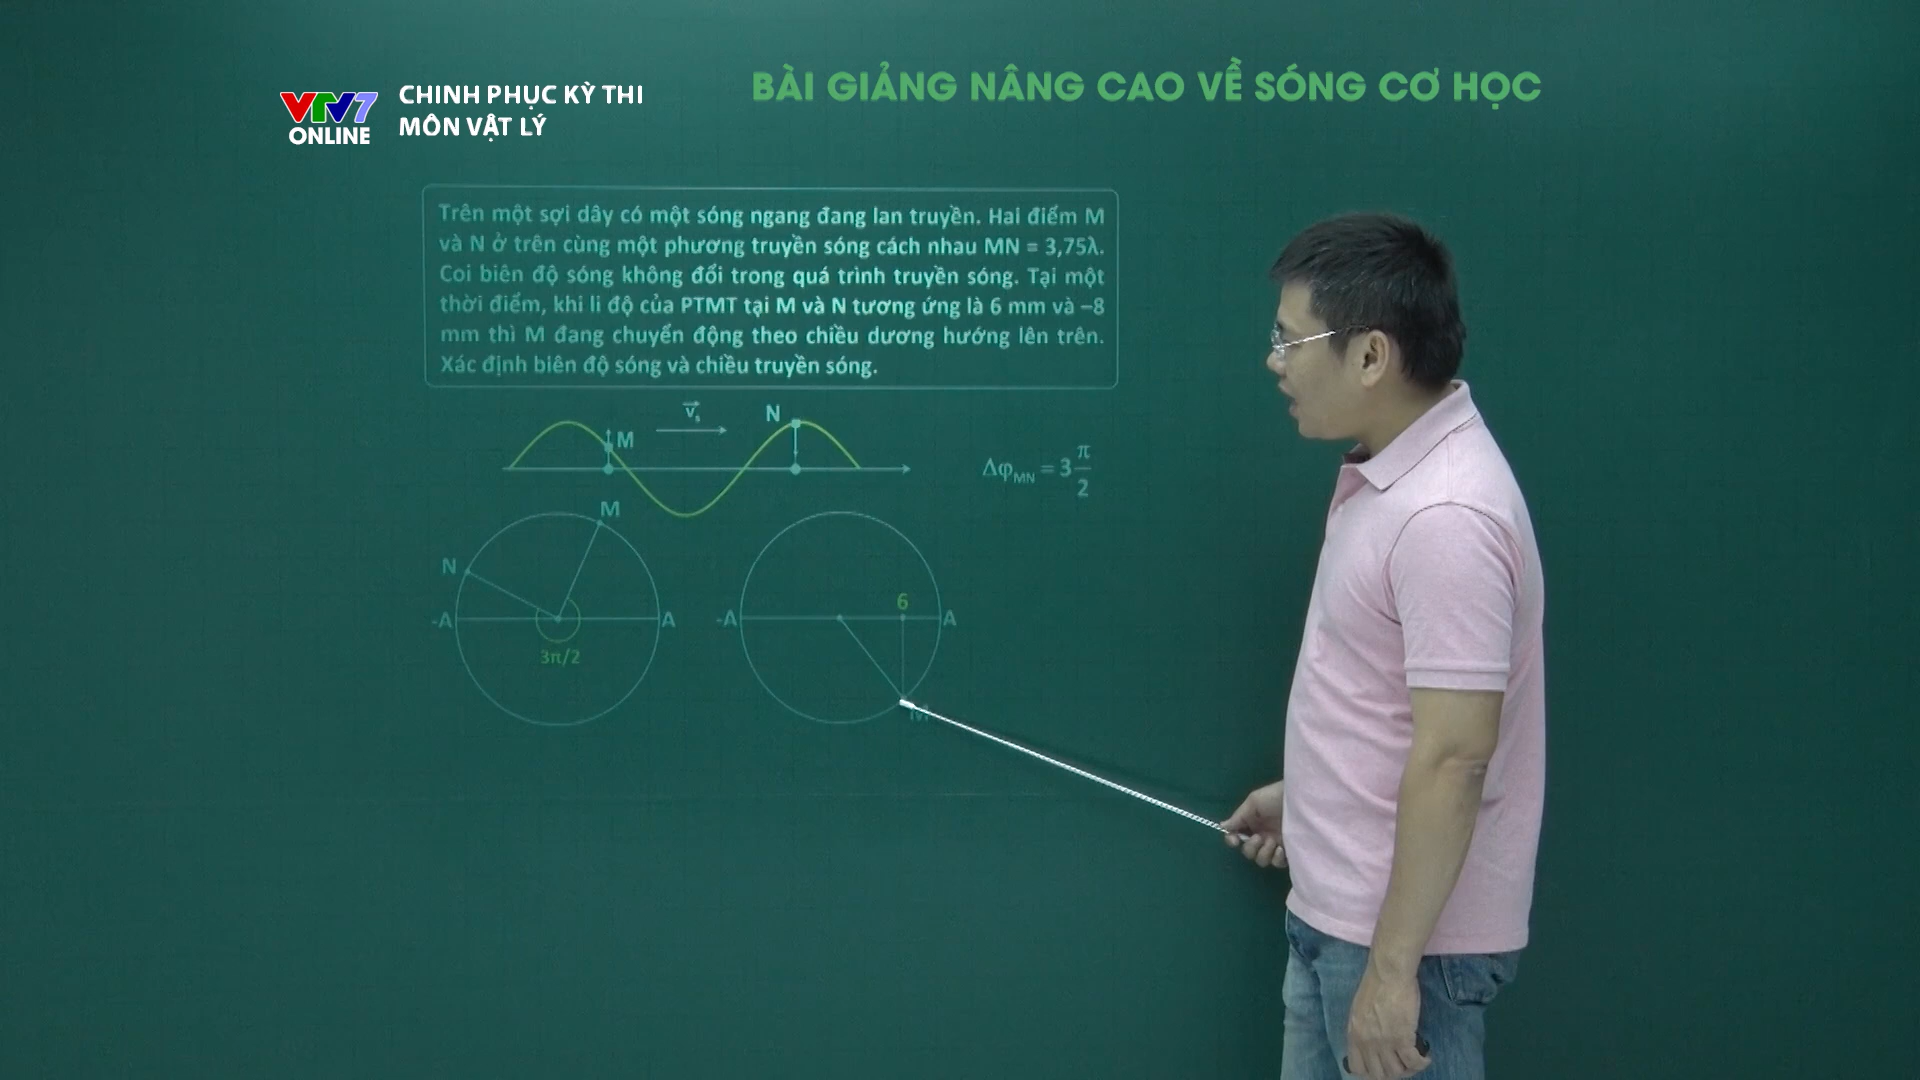 BÀI GIẢNG NÂNG CAO VỀ SÓNG CƠ HỌC
VTV7
ONLINE
CHINH PHỤC KỲ THI
MÔN VẬT LÝ
Trên một sợi dây có một sóng ngang đang lan truyền. Hai điểm M
và N ở trên cùng một phương truyền sóng cách nhau MN = 3,75λ.
Coi biên độ sóng không đổi trong quá trình truyền sóng. Tại một
thời điểm, khi li độ của PTMT tại M và N tương ứng là 6 mm và –8
mm thì M đang chuyển động theo chiều dương hướng lên trên.
Xác định biên độ sóng và chiều truyền sóng.
v⃗s
N
M
Δφ_MN = 3 π/2
M
N
-A
A
3π/2
6
-A
A
M